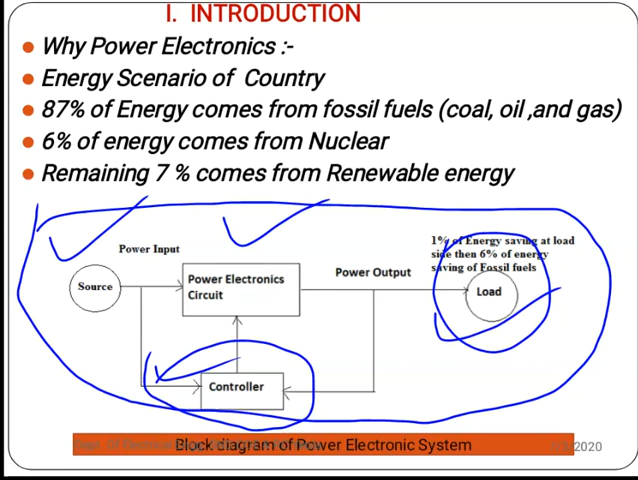 I. INTRODUCTION
Why Power Electronics :-
Energy Scenario of Country
87% of Energy comes from fossil fuels (coal, oil ,and gas)
6% of energy comes from Nuclear
Remaining 7 % comes from Renewable energy
1% of Energy saving at load
side then 6% of energy
saving of Fossil fuels
Power Input
Power Output
Source
Power Electronics
Circuit
Load
Controller
Block diagram of Power Electronic System
2020